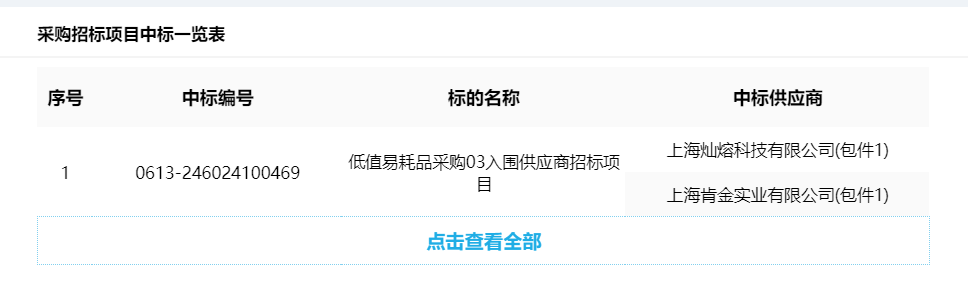 采购招标项目中标一览表
序号 中标编号 标的名称 中标供应商
1 0613-246024100469 低值易耗品采购03入围供应商招标项
目
上海灿熔科技有限公司(包件1)
上海肯金实业有限公司(包件1)
点击查看全部